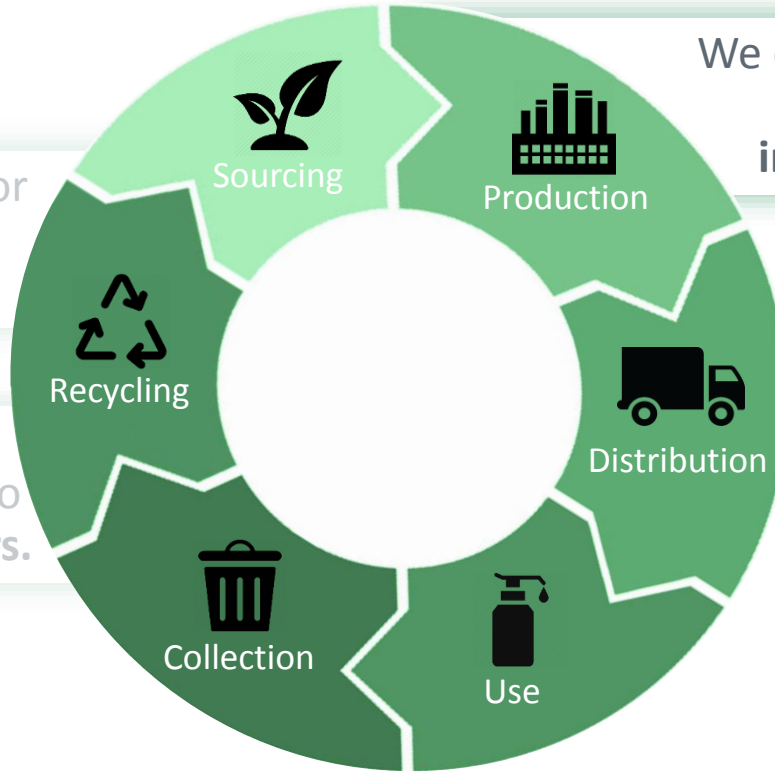 We
in
or
Sourcing
Production
Recycling
Distribution
o
s.
Collection
Use